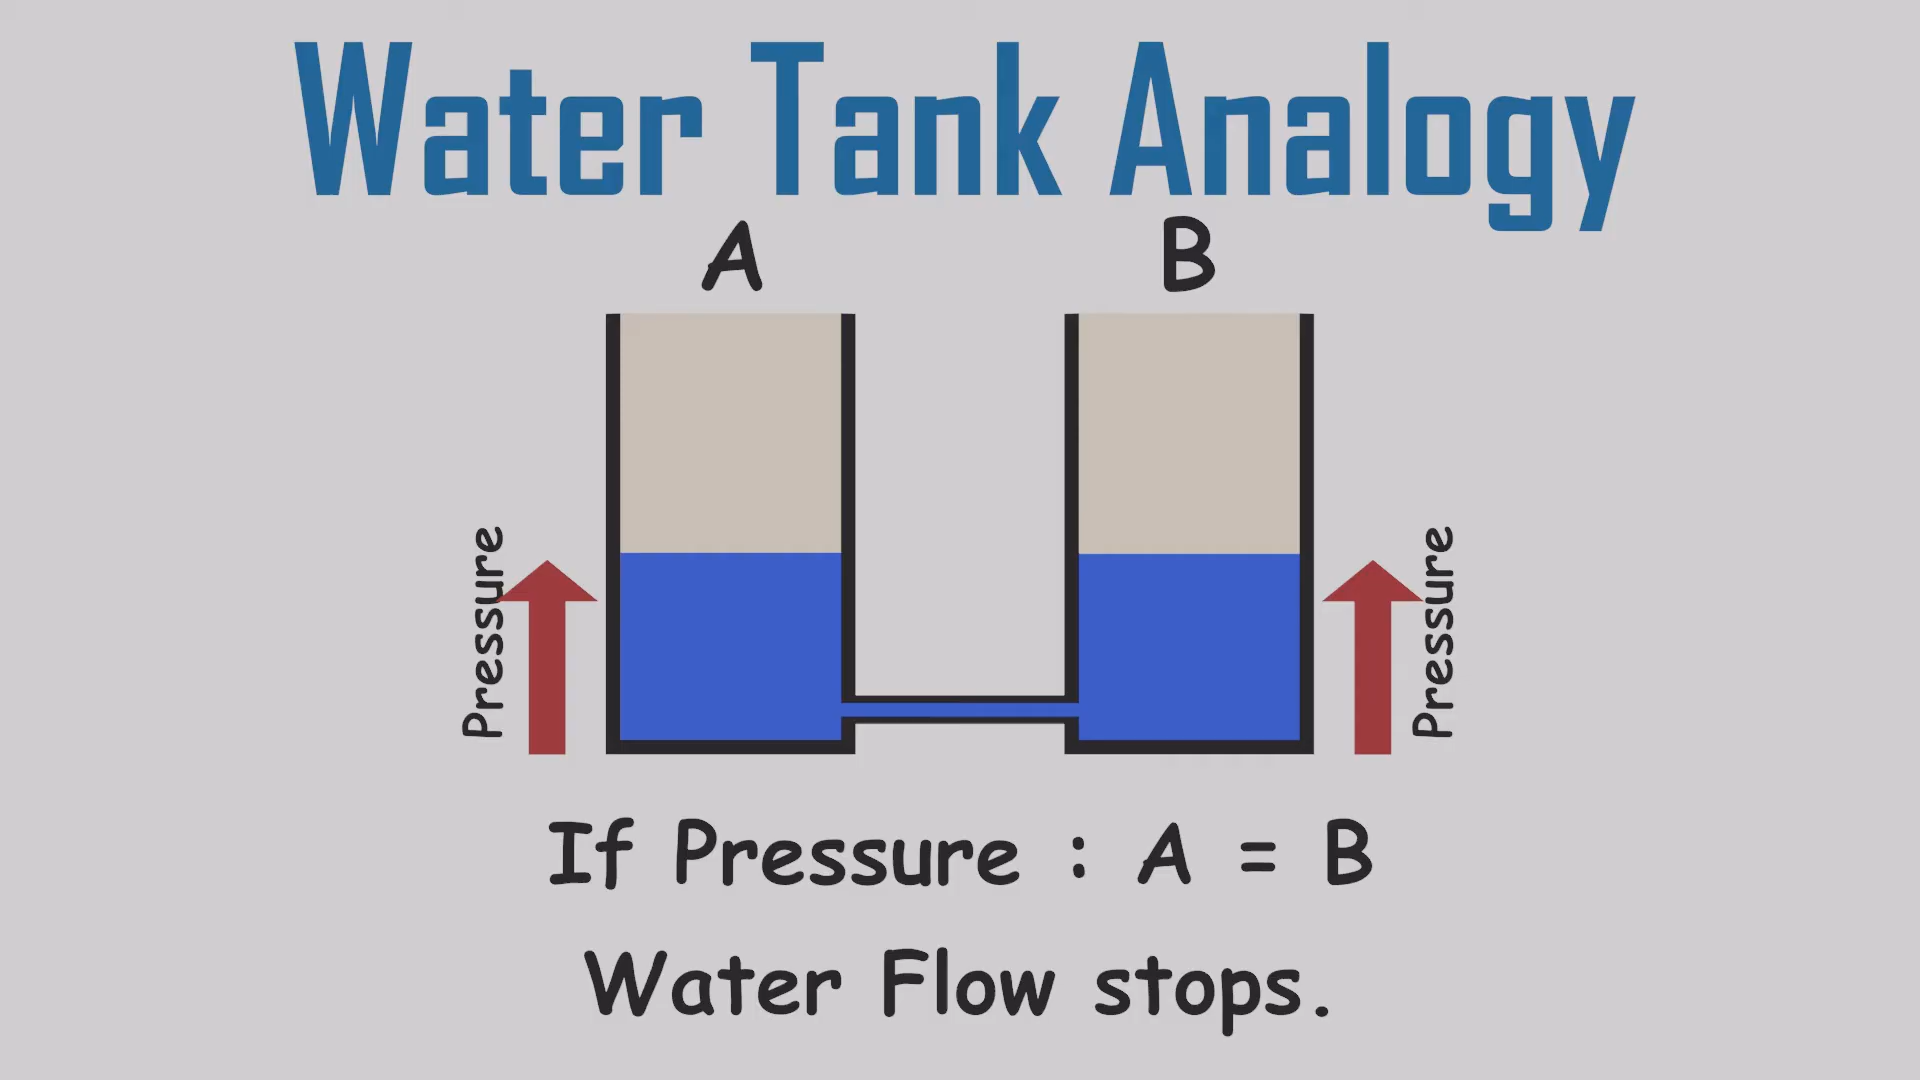 Water Tank Analogy
A
B
Pressure
Pressure
If Pressure : A = B
Water Flow stops.